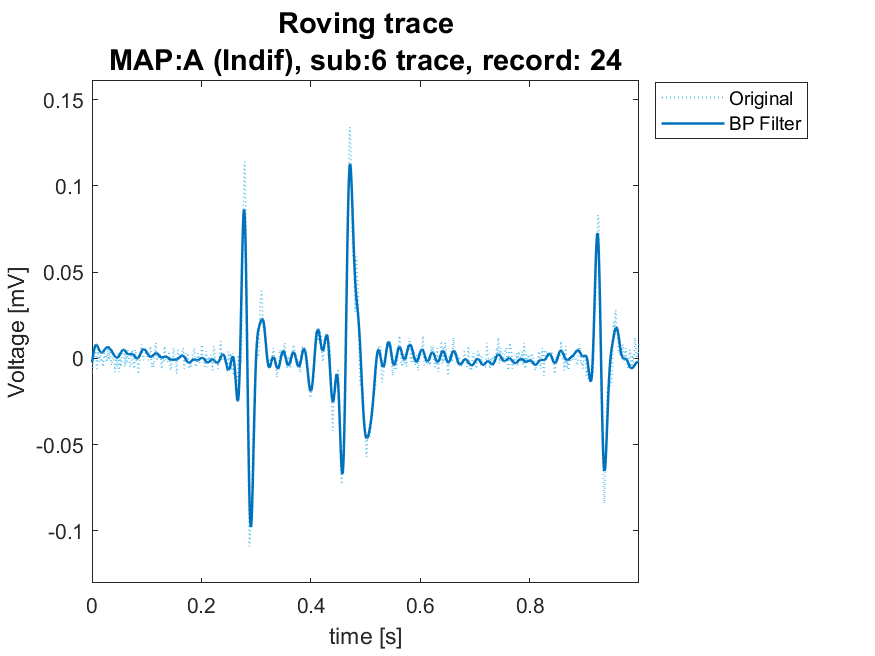 Roving trace
MAP:A (Indif), sub:6 trace, record: 24
Original
BP Filter
0.15
0.1
0.05
0
-0.05
-0.1
Voltage [mV]
0 0.2 0.4 0.6 0.8
time [s]